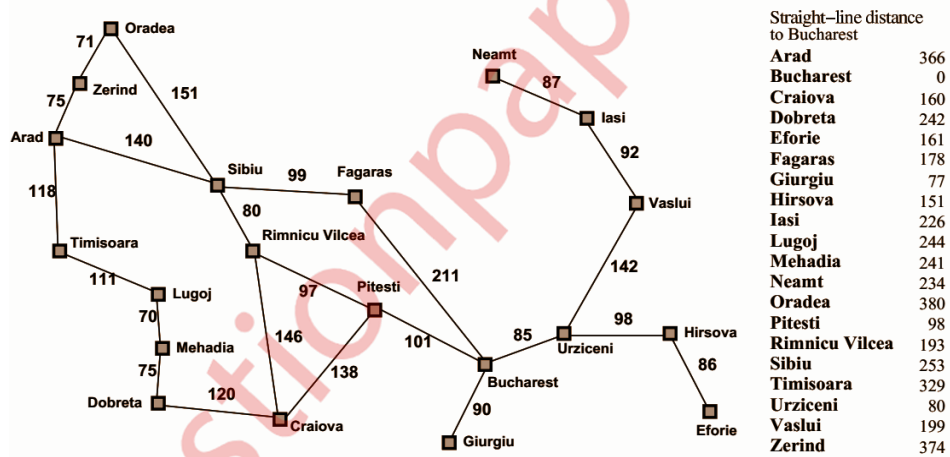 Oradea
71
Zerind
75
151
Arad
140
118
Sibiu
99
Fagaras
80
Timisoara
Rimnicu Vilcea
111
Lugoj
97
Pitesti
211
70
146
101
Mehadia
138
75
120
Dobreta
Craiova
Bucharest
90
Giurgiu
85
Urziceni
98
Hirsova
86
Eforie
142
Vaslui
92
Iasi
87
Neamt
Straight-line distance
to Bucharest
Arad 366
Bucharest 0
Craiova 160
Dobreta 242
Eforie 161
Fagaras 178
Giurgiu 77
Hirsova 151
Iasi 226
Lugoj 244
Mehadia 241
Neamt 234
Oradea 380
Pitesti 98
Rimnicu Vilcea 193
Sibiu 253
Timisoara 329
Urziceni 80
Vaslui 199
Zerind 374
stionpap